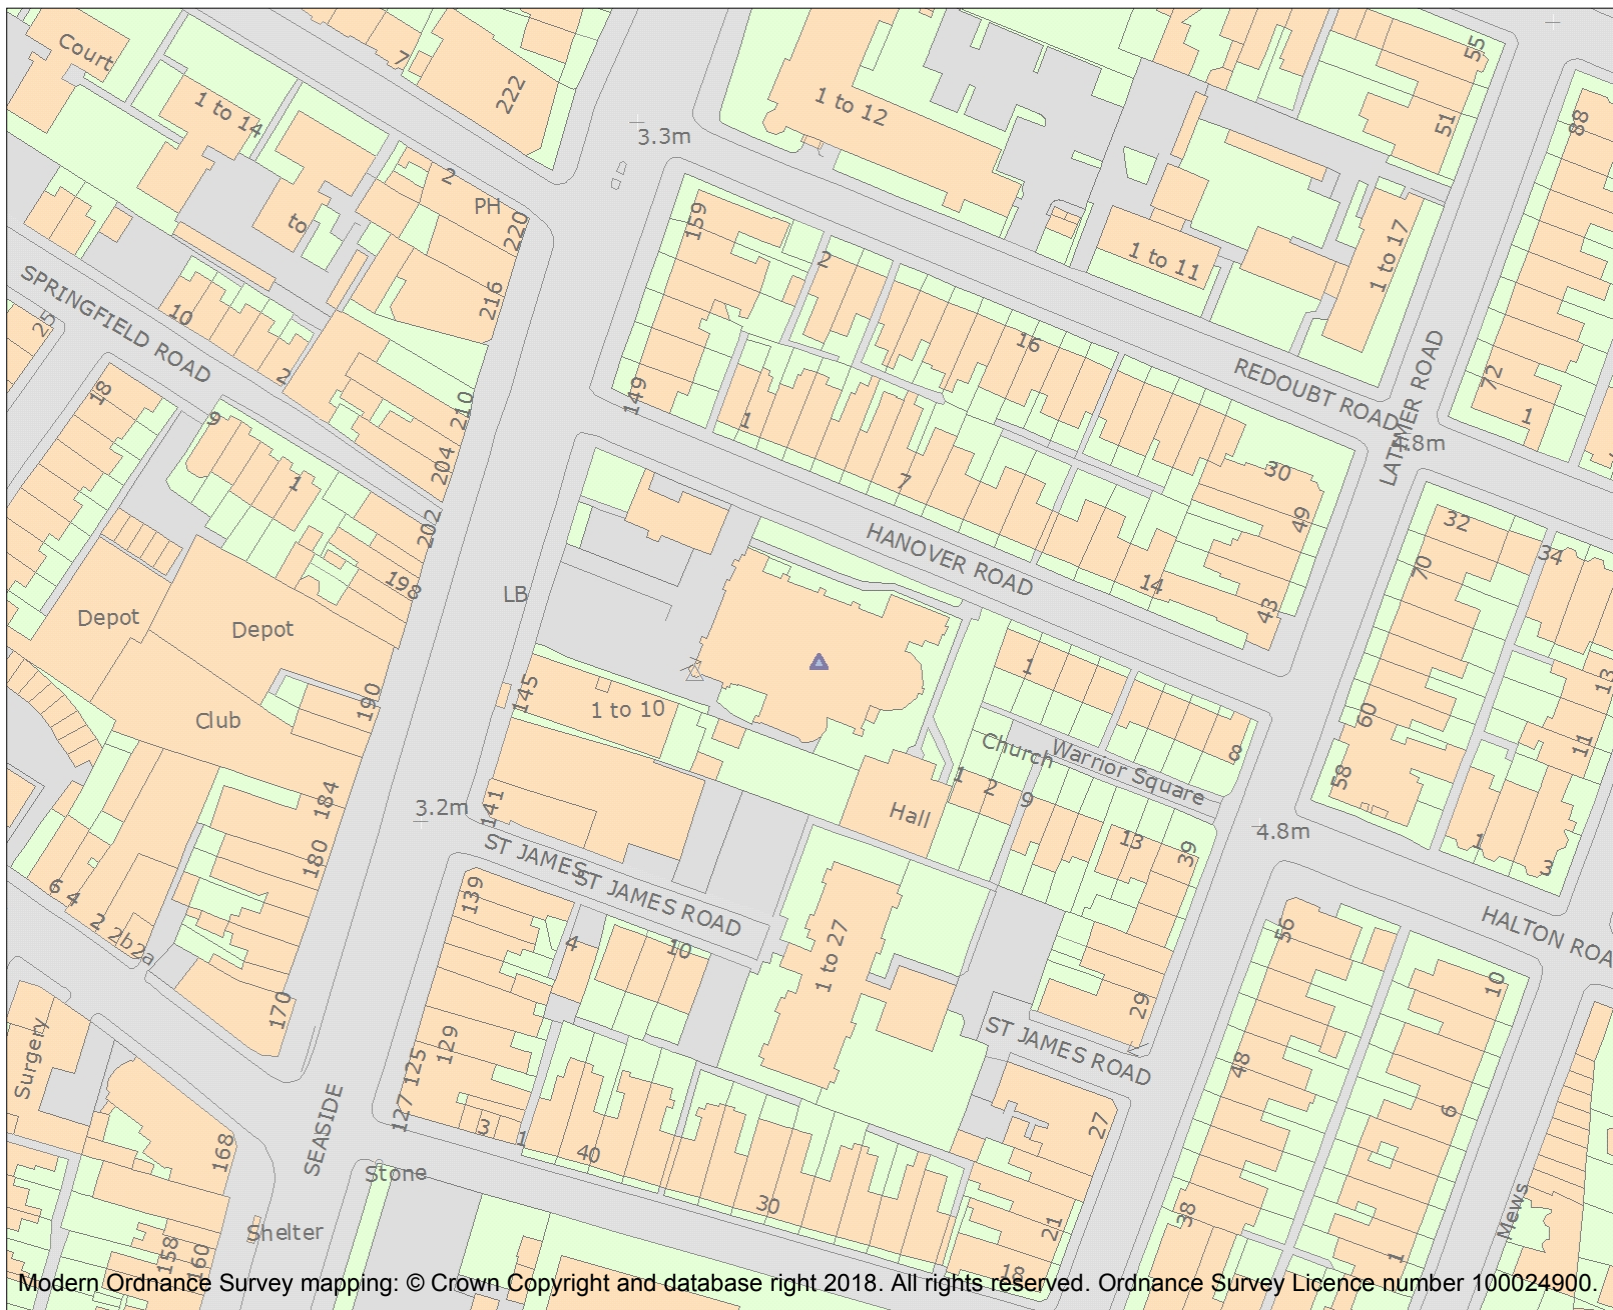 Court
7
222
1 to 14
1 to 12
55
51
88
3.3m
2
PH
220
to
159
2
1 to 11
1 to 17
SPRINGFIELD ROAD
10
216
25
2
16
REDOUBT ROAD
LATIMER ROAD
72
1
4.8m
18
9
149
1
210
204
7
30
49
1
202
HANOVER ROAD
32
34
70
198
LB
14
43
Depot
Depot
1
13
190
145
1 to 10
60
11
Club
Church
Warrior Square
8
58
184
3.2m
141
1
2
9
Hall
13
39
4.8m
1
3
180
ST JAMES
ST JAMES ROAD
6
4
2
2b
2a
139
4
10
1 to 27
56
HALTON ROA
10
170
29
ST JAMES ROAD
Surgery
129
125
127
48
6
3
1
40
27
168
SEASIDE
Stone
30
38
21
Mews
Shelter
158
160
18
1
Modern Ordnance Survey mapping: © Crown Copyright and database right 2018. All rights reserved. Ordnance Survey Licence number 100024900.